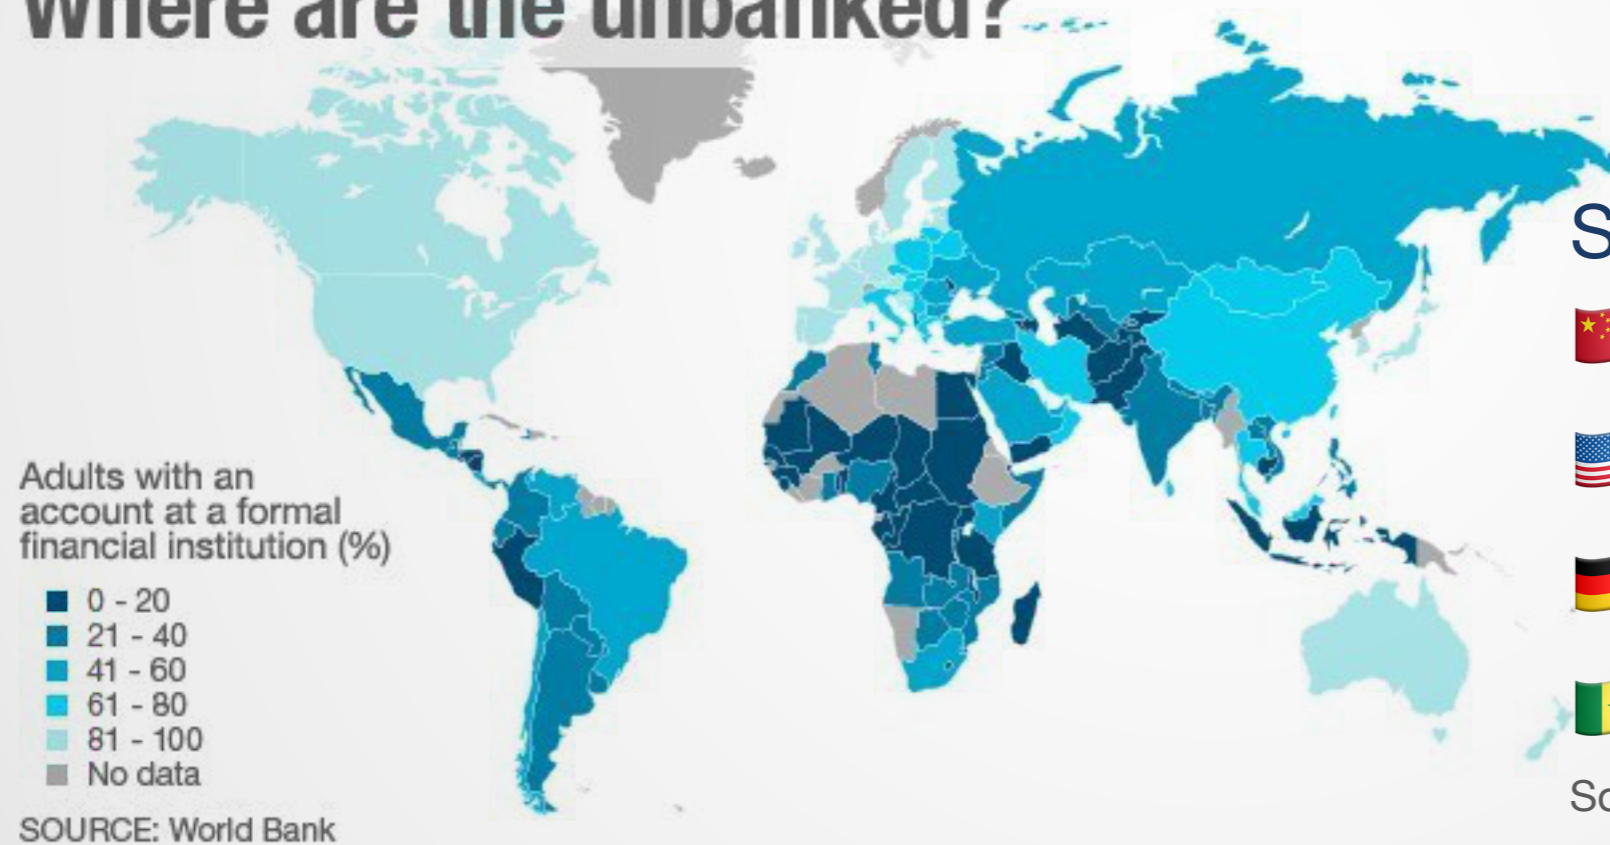 Where are the unbanked?
Adults with an
account at a formal
financial institution (%)
0 - 20
21 - 40
41 - 60
61 - 80
81 - 100
No data
SOURCE: World Bank
S
So